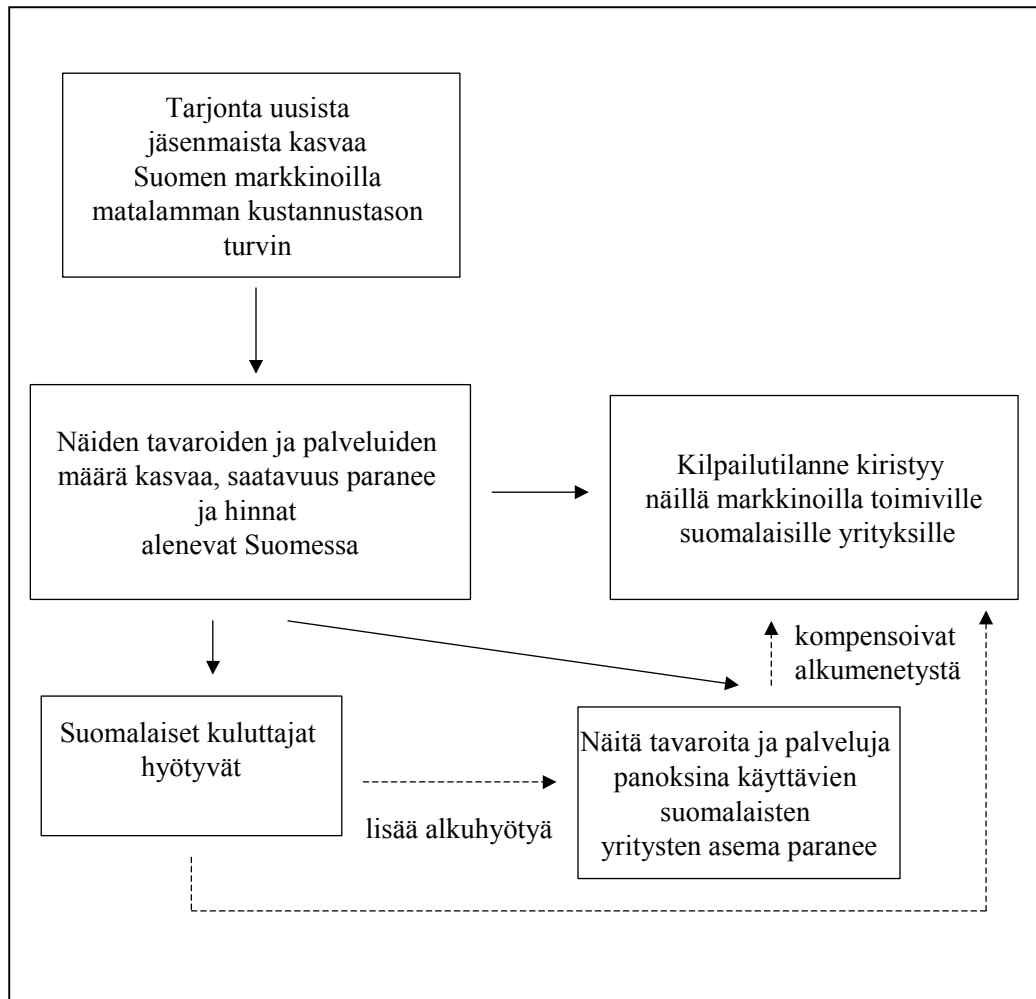 Tarjonta uusista
jäsenmaista kasvaa
Suomen markkinoilla
matalamman kustannustason
turvin
Näiden tavaroiden ja palveluiden
määrä kasvaa, saatavuus paranee
ja hinnat
alenevat Suomessa
Kilpailutilanne kiristyy
näillä markkinoilla toimiville
suomalaisille yrityksille
kompensoivat
alkumenetystä
Suomalaiset kuluttajat
hyötyvät
lisää alkuhyötyä
Näitä tavaroita ja palveluja
panoksina käyttävien
suomalaisten
yritysten asema paranee